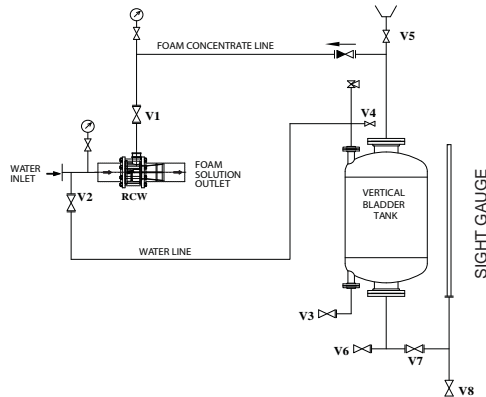 V5
FOAM CONCENTRATE LINE
V4
V1
WATER
INLET
FOAM
SOLUTION
OUTLET
RCW
V2
VERTICAL
BLADDER
TANK
SIGHT GAUGE
WATER LINE
V3
V6
V7
V8